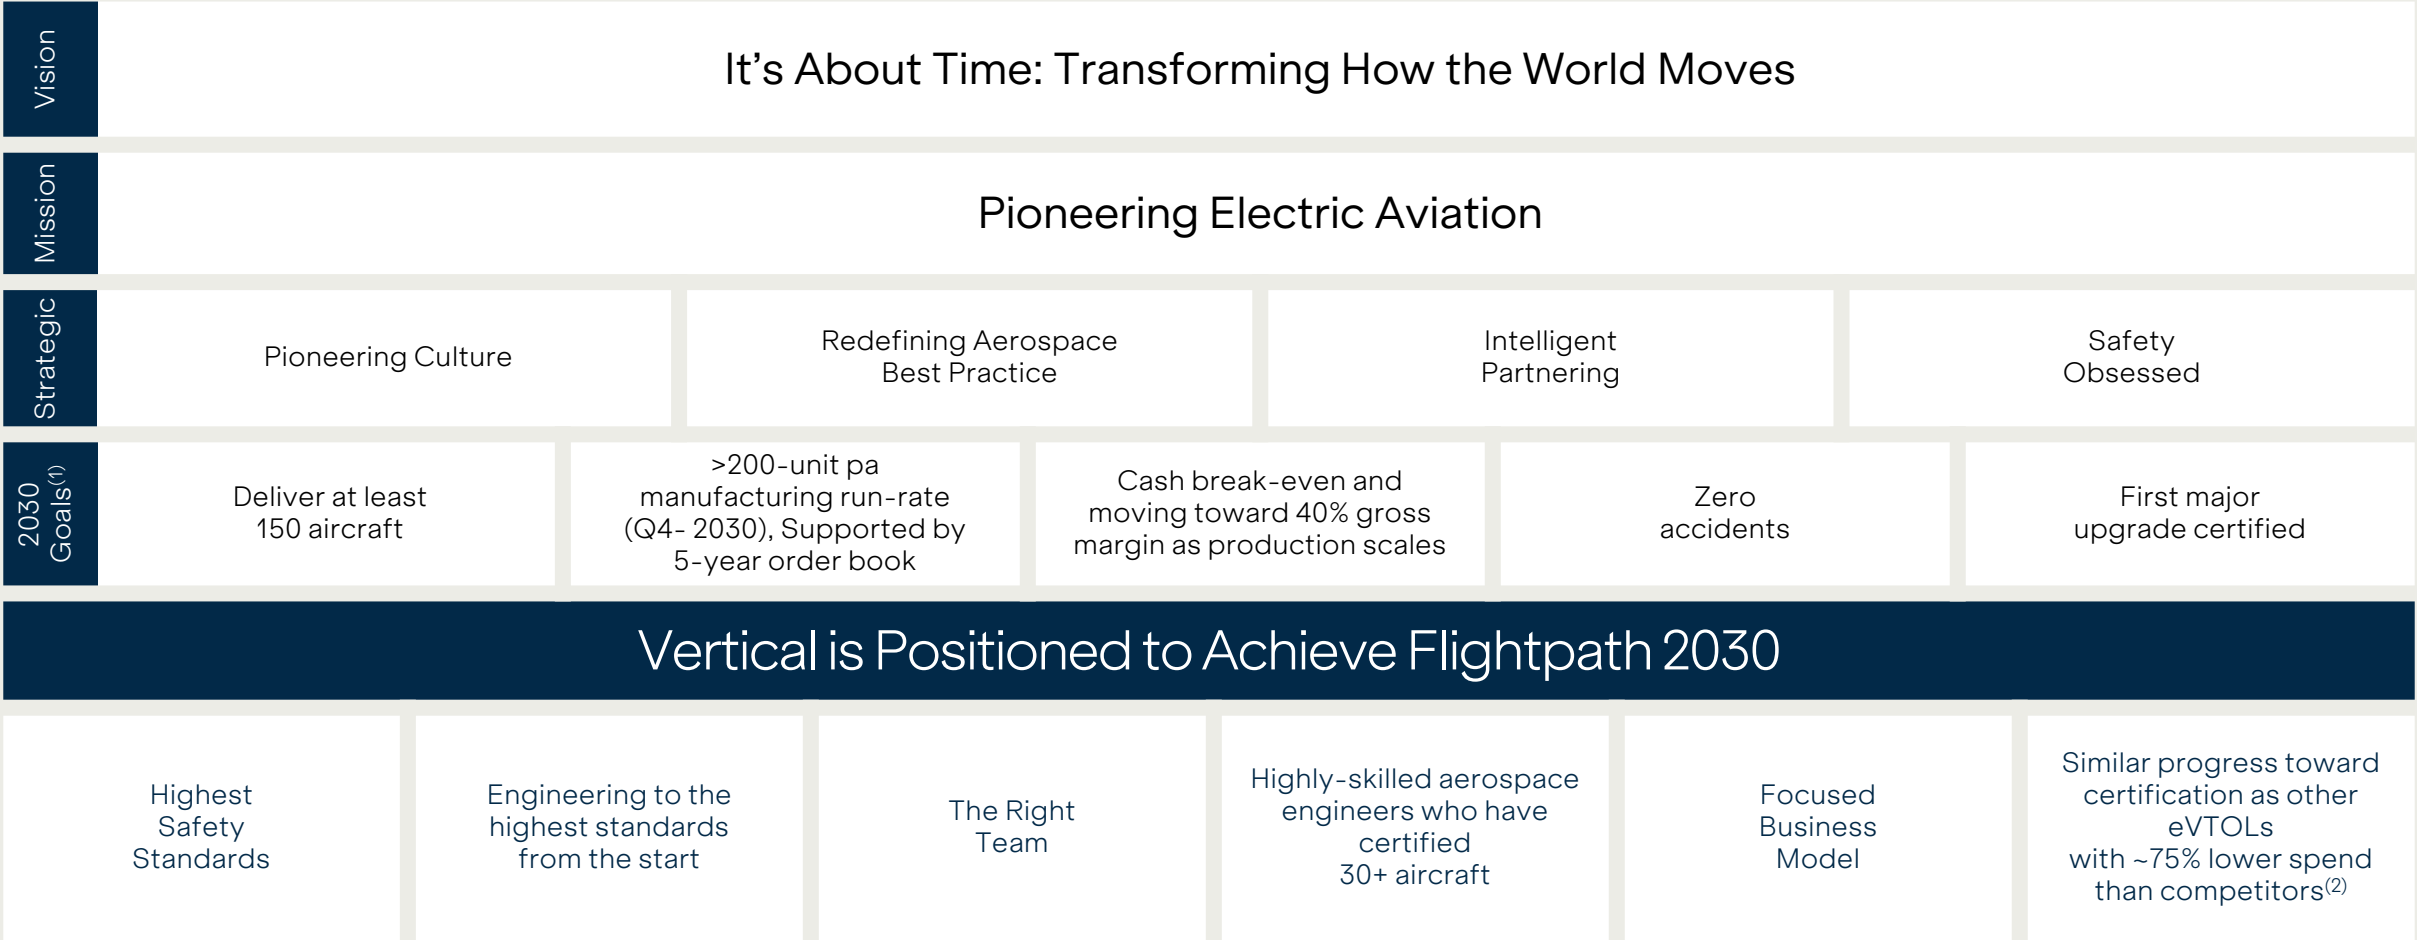 Vision
It's About Time: Transforming How the World Moves
Mission
Pioneering Electric Aviation
Strategic
Pioneering Culture
Redefining Aerospace
Best Practice
Intelligent
Partnering
Safety
Obsessed
2030
Goals(1)
Deliver at least
150 aircraft
>200-unit pa
manufacturing run-rate
(Q4- 2030), Supported by
5-year order book
Cash break-even and
moving toward 40% gross
margin as production scales
Zero
accidents
First major
upgrade certified
Vertical is Positioned to Achieve Flightpath 2030
Highest
Safety
Standards
Engineering to the
highest standards
from the start
The Right
Team
Highly-skilled aerospace
engineers who have
certified
30+ aircraft
Focused
Business
Model
Similar progress toward
certification as other
eVTOLs
with ~75% lower spend
than competitors(2)